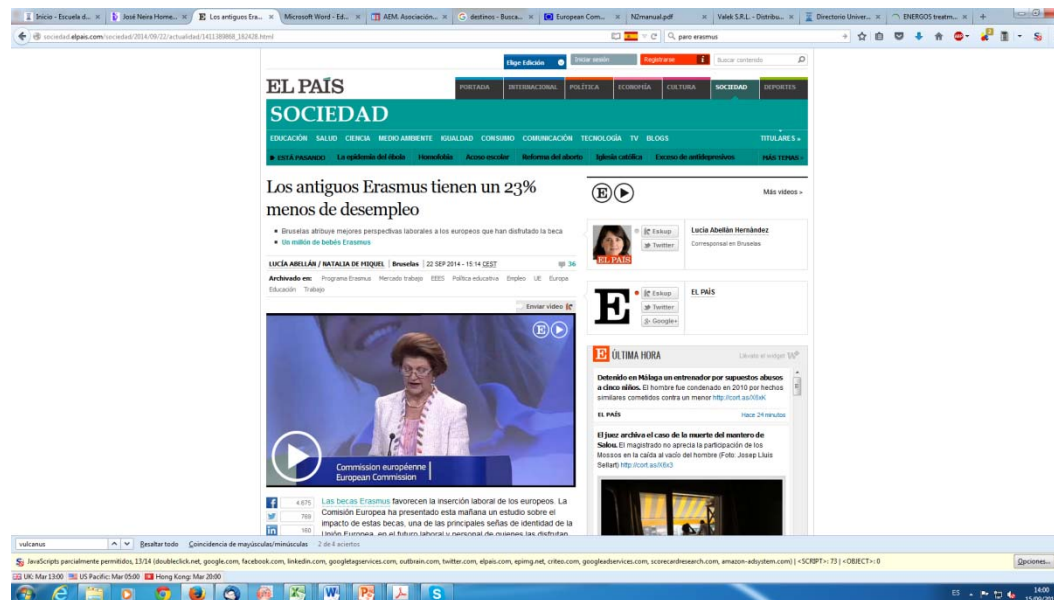 Inicio - Escuela d...
José Neira Home...
Los antiguos Era...
Microsoft Word - Ed...
AEM. Asociación...
destinos - Busca...
European Com...
N2manual.pdf
Valek S.R.L. - Distribu...
Directorio Univer...
ENERGOS treatm...
sociedad.elpais.com/sociedad/2014/09/22/actualidad/1411389868_162428.html
paro erasmus
Elige Edición
Iniciar sesión
Registrarse
Buscar contenido
EL PAÍS
PORTADA INTERNACIONAL POLÍTICA ECONOMÍA CULTURA SOCIEDAD DEPORTES
SOCIEDAD
EDUCACIÓN SALUD CIENCIA MEDIO AMBIENTE IGUALDAD CONSUMO COMUNICACIÓN TECNOLOGÍA TV BLOGS TITULARES »
ESTÁ PASANDO La epidemia del ébola Homofobia Acoso escolar Reforma del aborto Iglesia católica Exceso de antidepresivos MÁS TEMAS
Los antiguos Erasmus tienen un 23%
menos de desempleo
Bruselas atribuye mejores perspectivas laborales a los europeos que han disfrutado la beca
Un millón de bebés Erasmus
LUCÍA ABELLÁN / NATALIA DE MIQUEL | Bruselas | 22 SEP 2014 - 15:14 CEST
36
Archivado en: Programa Erasmus Mercado trabajo EEES Política educativa Empleo UE Europa
Educación Trabajo
Enviar vídeo
E
Commission européenne
European Commission
4.675
769
160
Las becas Erasmus favorecen la inserción laboral de los europeos. La
Comisión Europea ha presentado esta mañana un estudio sobre el
impacto de estas becas, una de las principales señas de identidad de la
Unión Europea, en el futuro laboral y personal de quienes las disfrutan
E
Más vídeos »
EL PAÍS
Eskup
Twitter
Lucía Abellán Hernández
Corresponsal en Bruselas
E
Eskup
Twitter
Google+
EL PAÍS
E ÚLTIMA HORA
Llévate el widget
Detenido en Málaga un entrenador por supuestos abusos
a cinco niños. El hombre fue condenado en 2010 por hechos
similares cometidos contra un menor
EL PAÍS
Hace 24 minutos
El juez archiva el caso de la muerte del mantero de
Salou. El magistrado no aprecia la participación de los
Mossos en la caída al vacío del hombre (Foto: Josep Lluís
Sellart) http://cort.as/X6x3
vulcanus
Resaltar todo
Coincidencia de mayúsculas/minúsculas
2 de 4 aciertos
JavaScripts parcialmente permitidos, 13/14 (doubleclick.net, google.com, facebook.com, linkedin.com, googletagservices.com, outbrain.com, twitter.com, elpais.com, epimg.net, criteo.com, googleadservices.com, scorecardresearch.com, amazon-adsystem.com) | <SCRIPT>: 73 | <OBJECT>: 0
Opciones...
UK: Mar 13:00
US Pacific: Mar 05:00
Hong Kong: Mar 20:00
ES
14:00